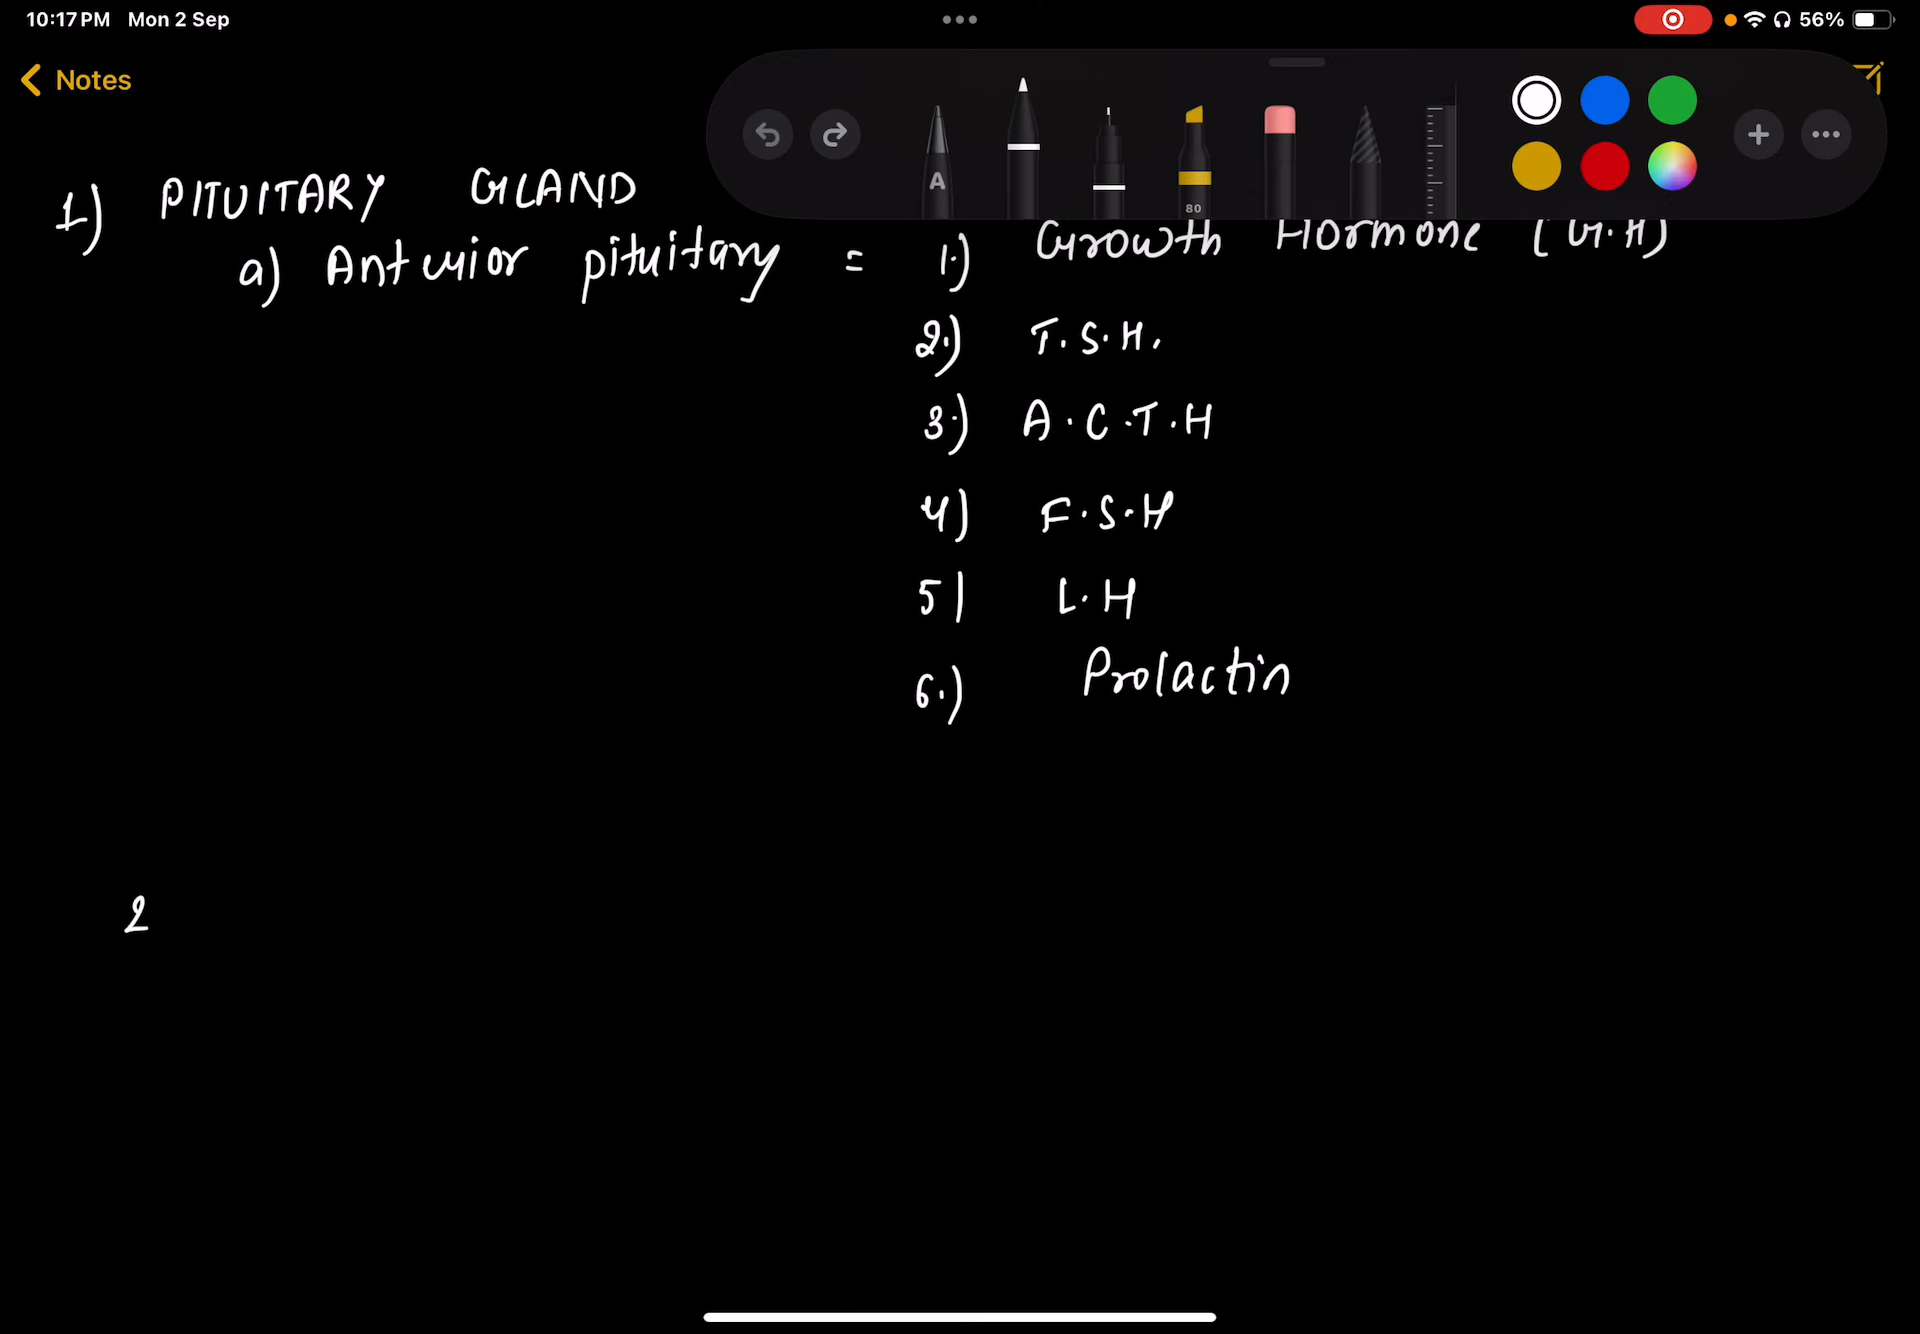 10:17 PM Mon 2 Sep
56%
Notes
A
80
1) PITUITARY GLAND
a) Anterior pituitary = 1.) Growth Hormone (G.H)
2.) T.S.H.
3.) A.C.T.H
4) F.S.H
5) L.H
6.) Prolactin
2